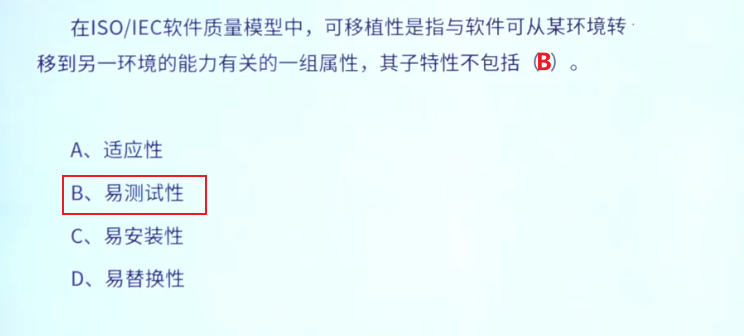 在ISO/IEC软件质量模型中，可移植性是指与软件可从某环境转
移到另一环境的能力有关的一组属性，其子特性不包括（B）。
A、适应性
B、易测试性
C、易安装性
D、易替换性